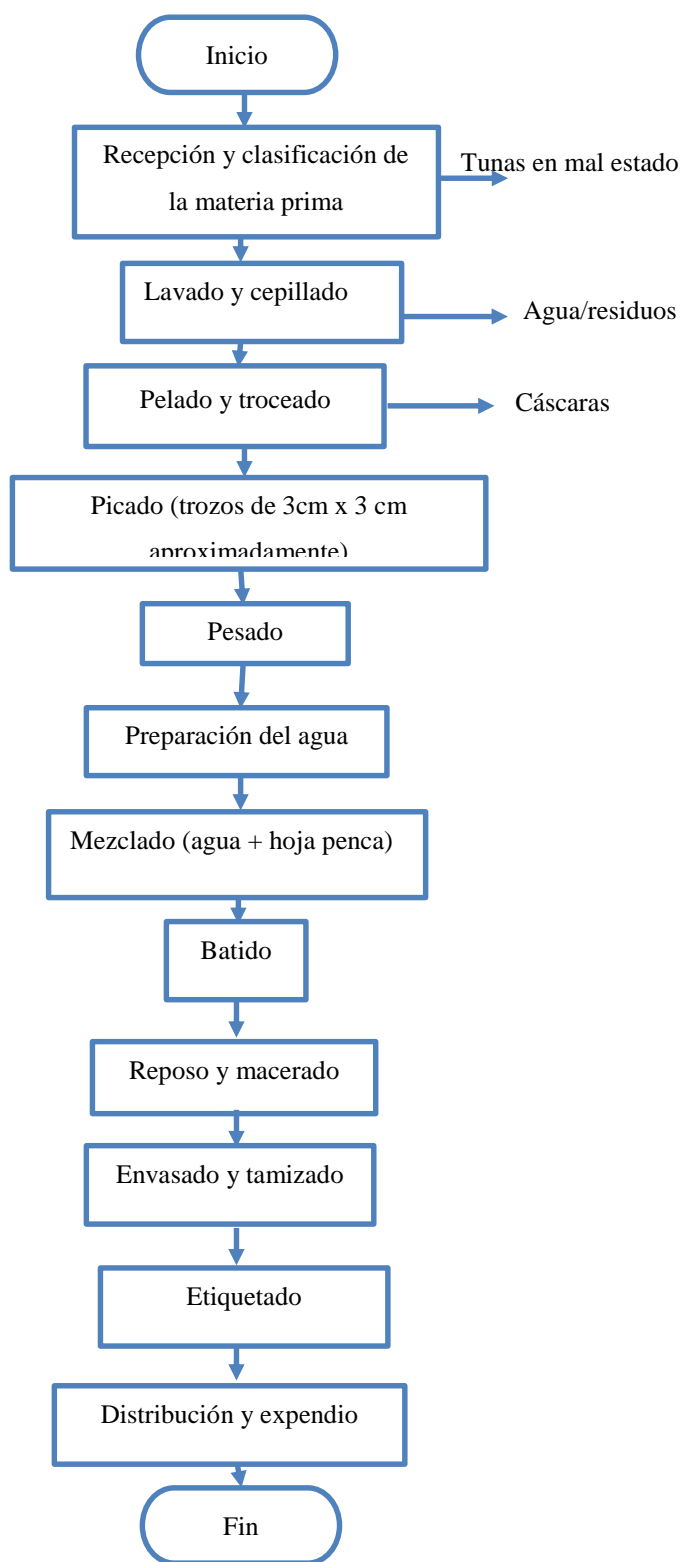 Inicio
Recepción y clasificación de
la materia prima
Tunas en mal estado
Lavado y cepillado
Agua/residuos
Pelado y troceado
Cáscaras
Picado (trozos de 3cm x 3 cm
aproximadamente)
Pesado
Preparación del agua
Mezclado (agua + hoja penca)
Batido
Reposo y macerado
Envasado y tamizado
Etiquetado
Distribución y expendio
Fin